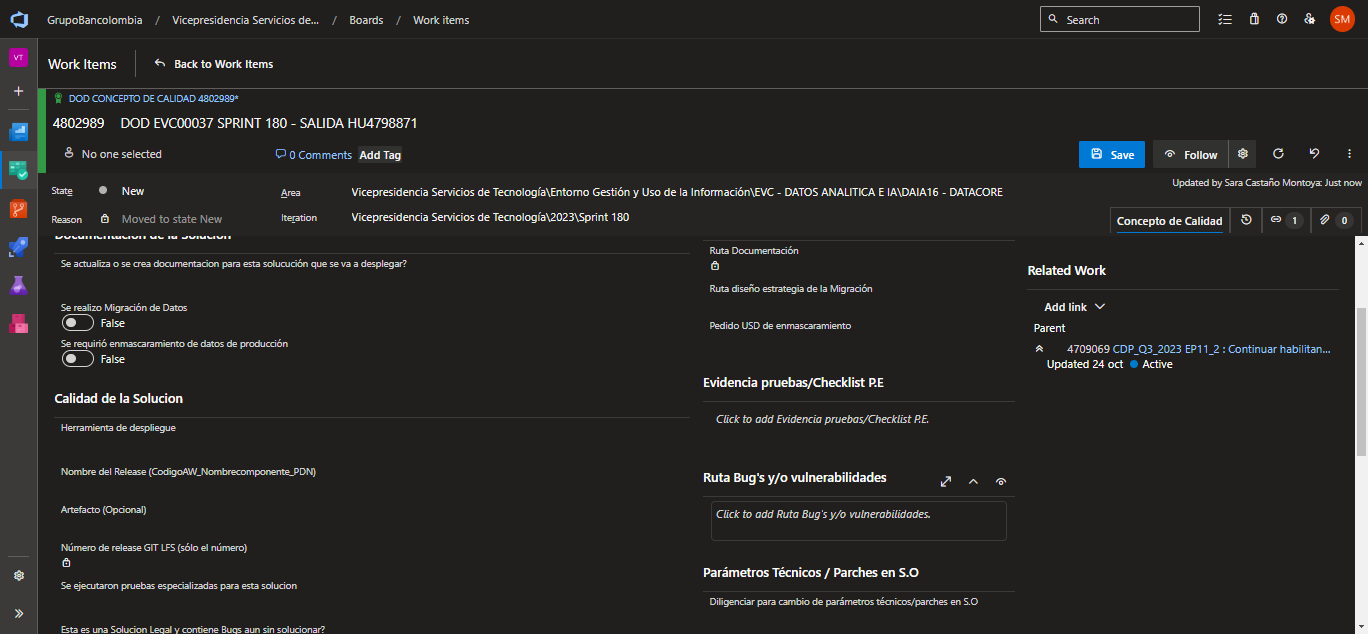 GrupoBancolombia / Vicepresidencia Servicios de... / Boards / Work items
Search
SM
VT
Work Items
Back to Work Items
DOD CONCEPTO DE CALIDAD 4802989*
4802989 DOD EVC00037 SPRINT 180 - SALIDA HU4798871
No one selected
0 Comments
Add Tag
Save
Follow
Updated by Sara Castaño Montoya: Just now
State
New
Area
Vicepresidencia Servicios de Tecnología\Entorno Gestión y Uso de la Información\EVC - DATOS ANALITICA E IA\DAIA16 - DATACORE
Reason
Moved to state New
Iteration
Vicepresidencia Servicios de Tecnología\2023\Sprint 180
Concepto de Calidad
1
0
Documentacion de la Solucion
Se actualiza o se crea documentacion para esta solucución que se va a desplegar?
Se realizo Migración de Datos
False
Se requirió enmascaramiento de datos de producción
False
Calidad de la Solucion
Herramienta de despliegue
Nombre del Release (CodigoAW_Nombrecomponente_PDN)
Artefacto (Opcional)
Número de release GIT LFS (sólo el número)
Se ejecutaron pruebas especializadas para esta solucion
Esta es una Solucion Legal y contiene Bugs aun sin solucionar?
Ruta Documentación
Ruta diseño estrategia de la Migración
Pedido USD de enmascaramiento
Evidencia pruebas/Checklist P.E
Click to add Evidencia pruebas/Checklist P.E.
Ruta Bug's y/o vulnerabilidades
Click to add Ruta Bug's y/o vulnerabilidades.
Parámetros Técnicos / Parches en S.O
Diligenciar para cambio de parámetros técnicos/parches en S.O
Related Work
Add link
Parent
4709069 CDP_Q3_2023 EP11_2 : Continuar habilitan...
Updated 24 oct
Active